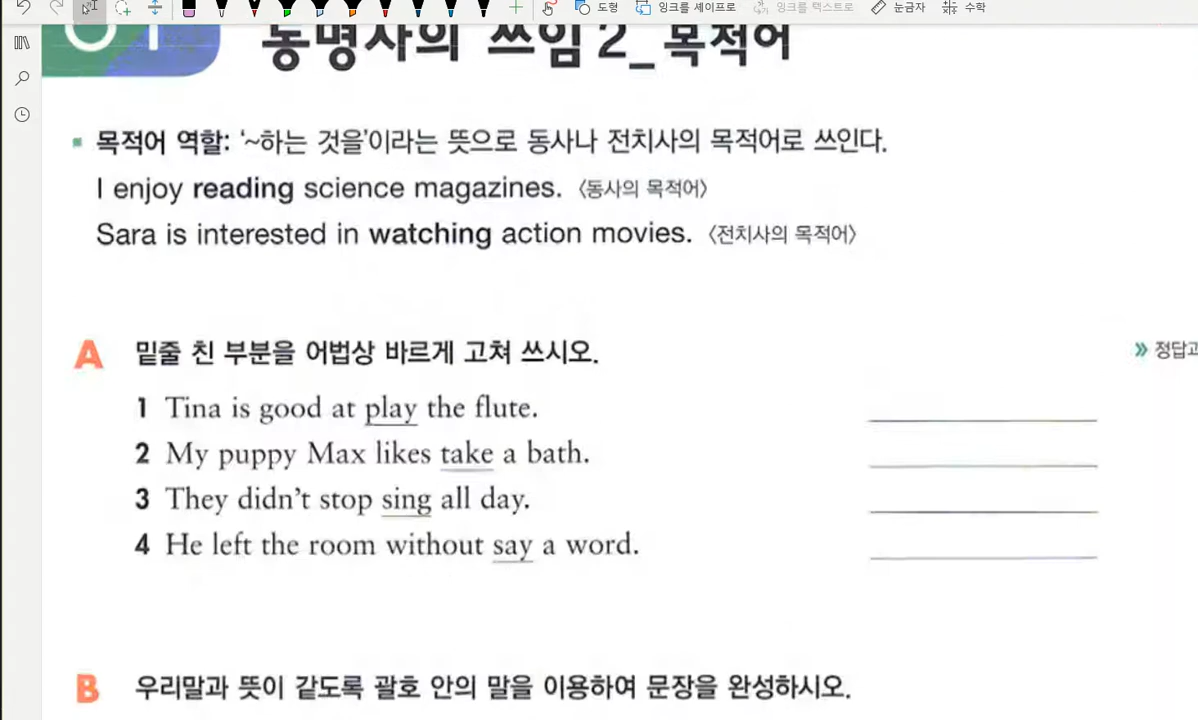 도형 잉크를 셰이프로 잉크를 텍스트로 눈금자 수학
01
동명사의 쓰임 2_목적어
목적어 역할: ‘~하는 것을’이라는 뜻으로 동사나 전치사의 목적어로 쓰인다.
I enjoy reading science magazines. 〈동사의 목적어〉
Sara is interested in watching action movies. 〈전치사의 목적어〉
A 밑줄 친 부분을 어법상 바르게 고쳐 쓰시오.
» 정답과
1 Tina is good at play the flute.
2 My puppy Max likes take a bath.
3 They didn’t stop sing all day.
4 He left the room without say a word.
B 우리말과 뜻이 같도록 괄호 안의 말을 이용하여 문장을 완성하시오.